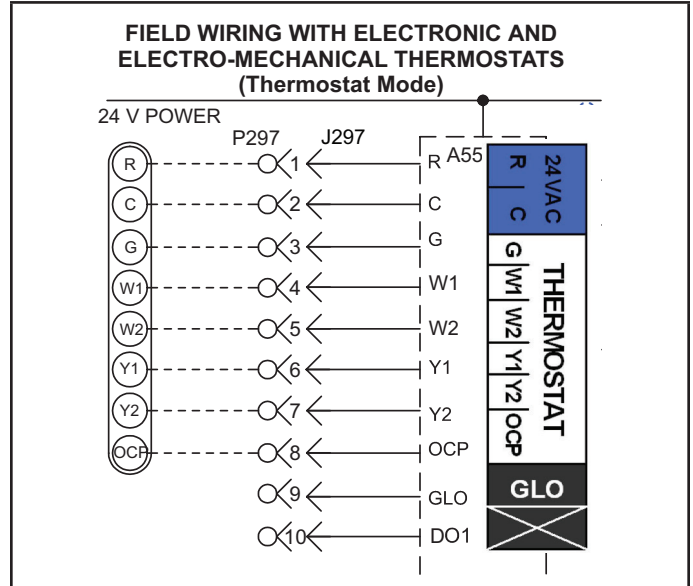 FIELD WIRING WITH ELECTRONIC AND
ELECTRO-MECHANICAL THERMOSTATS
(Thermostat Mode)
24 V POWER
P297 J297
R 1 R A55
C 2 C
G 3 G
W1 4 W1
W2 5 W2
Y1 6 Y1
Y2 7 Y2
OCP 8 OCP
9 GLO
10 DO1
24VAC
R C
THERMOSTAT
G W1 W2 Y1 Y2 OCP
GLO